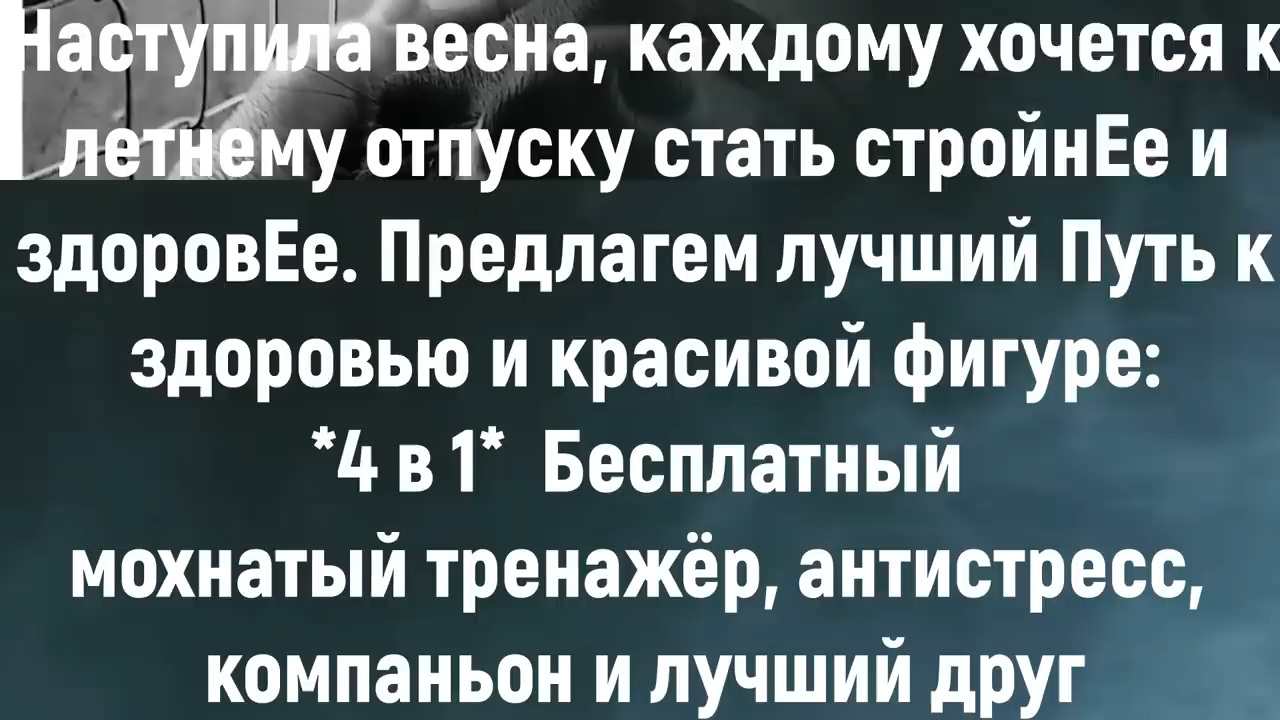 Наступила весна, каждому хочется к
летнему отпуску стать стройнЕе и
здоровЕе. Предлагем лучший Путь к
здоровью и красивой фигуре:
*4 в 1* Бесплатный
мохнатый тренажёр, антистресс,
компаньон и лучший друг